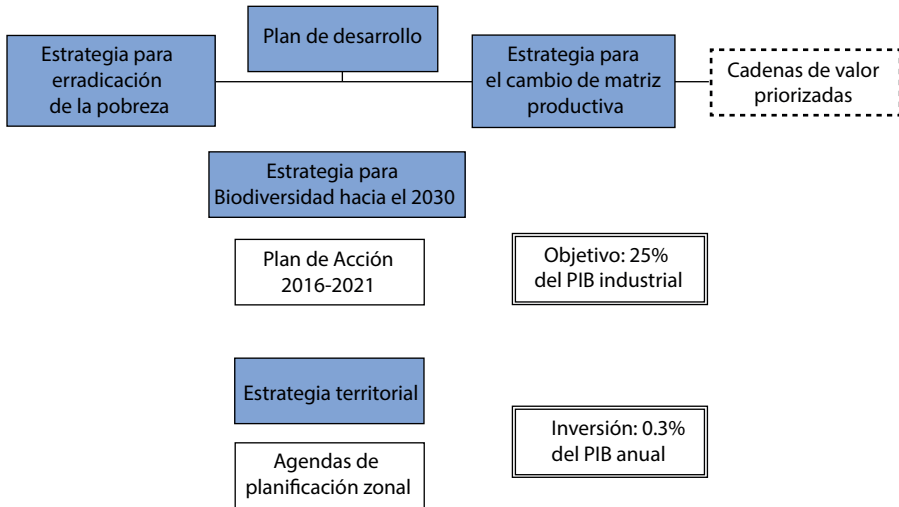 Plan de desarrollo
Estrategia para
erradicación
de la pobreza
Estrategia para
el cambio de matriz
productiva
Cadenas de valor
priorizadas
Estrategia para
Biodiversidad hacia el 2030
Plan de Acción
2016-2021
Objetivo: 25%
del PIB industrial
Estrategia territorial
Inversión: 0.3%
del PIB anual
Agendas de
planificación zonal